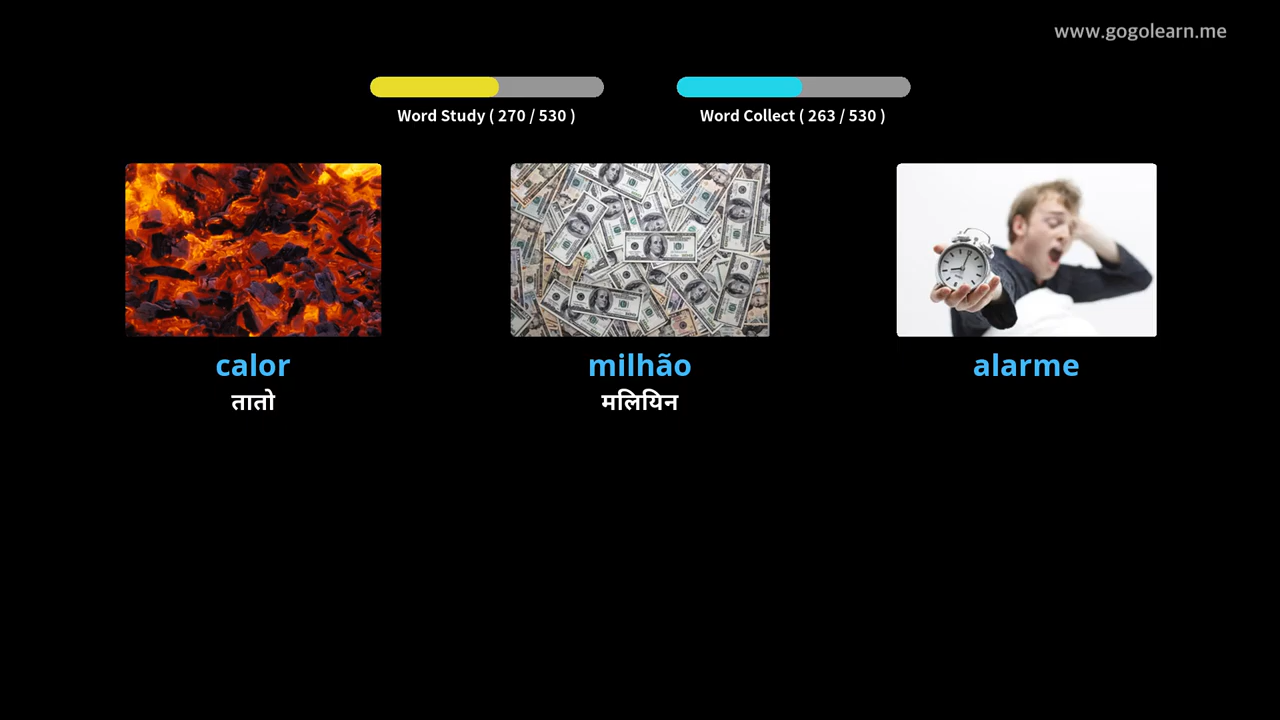 www.gogolearn.me
Word Study ( 270 / 530 )
Word Collect ( 263 / 530 )
calor
milhão
alarme
तातो
मलियिन